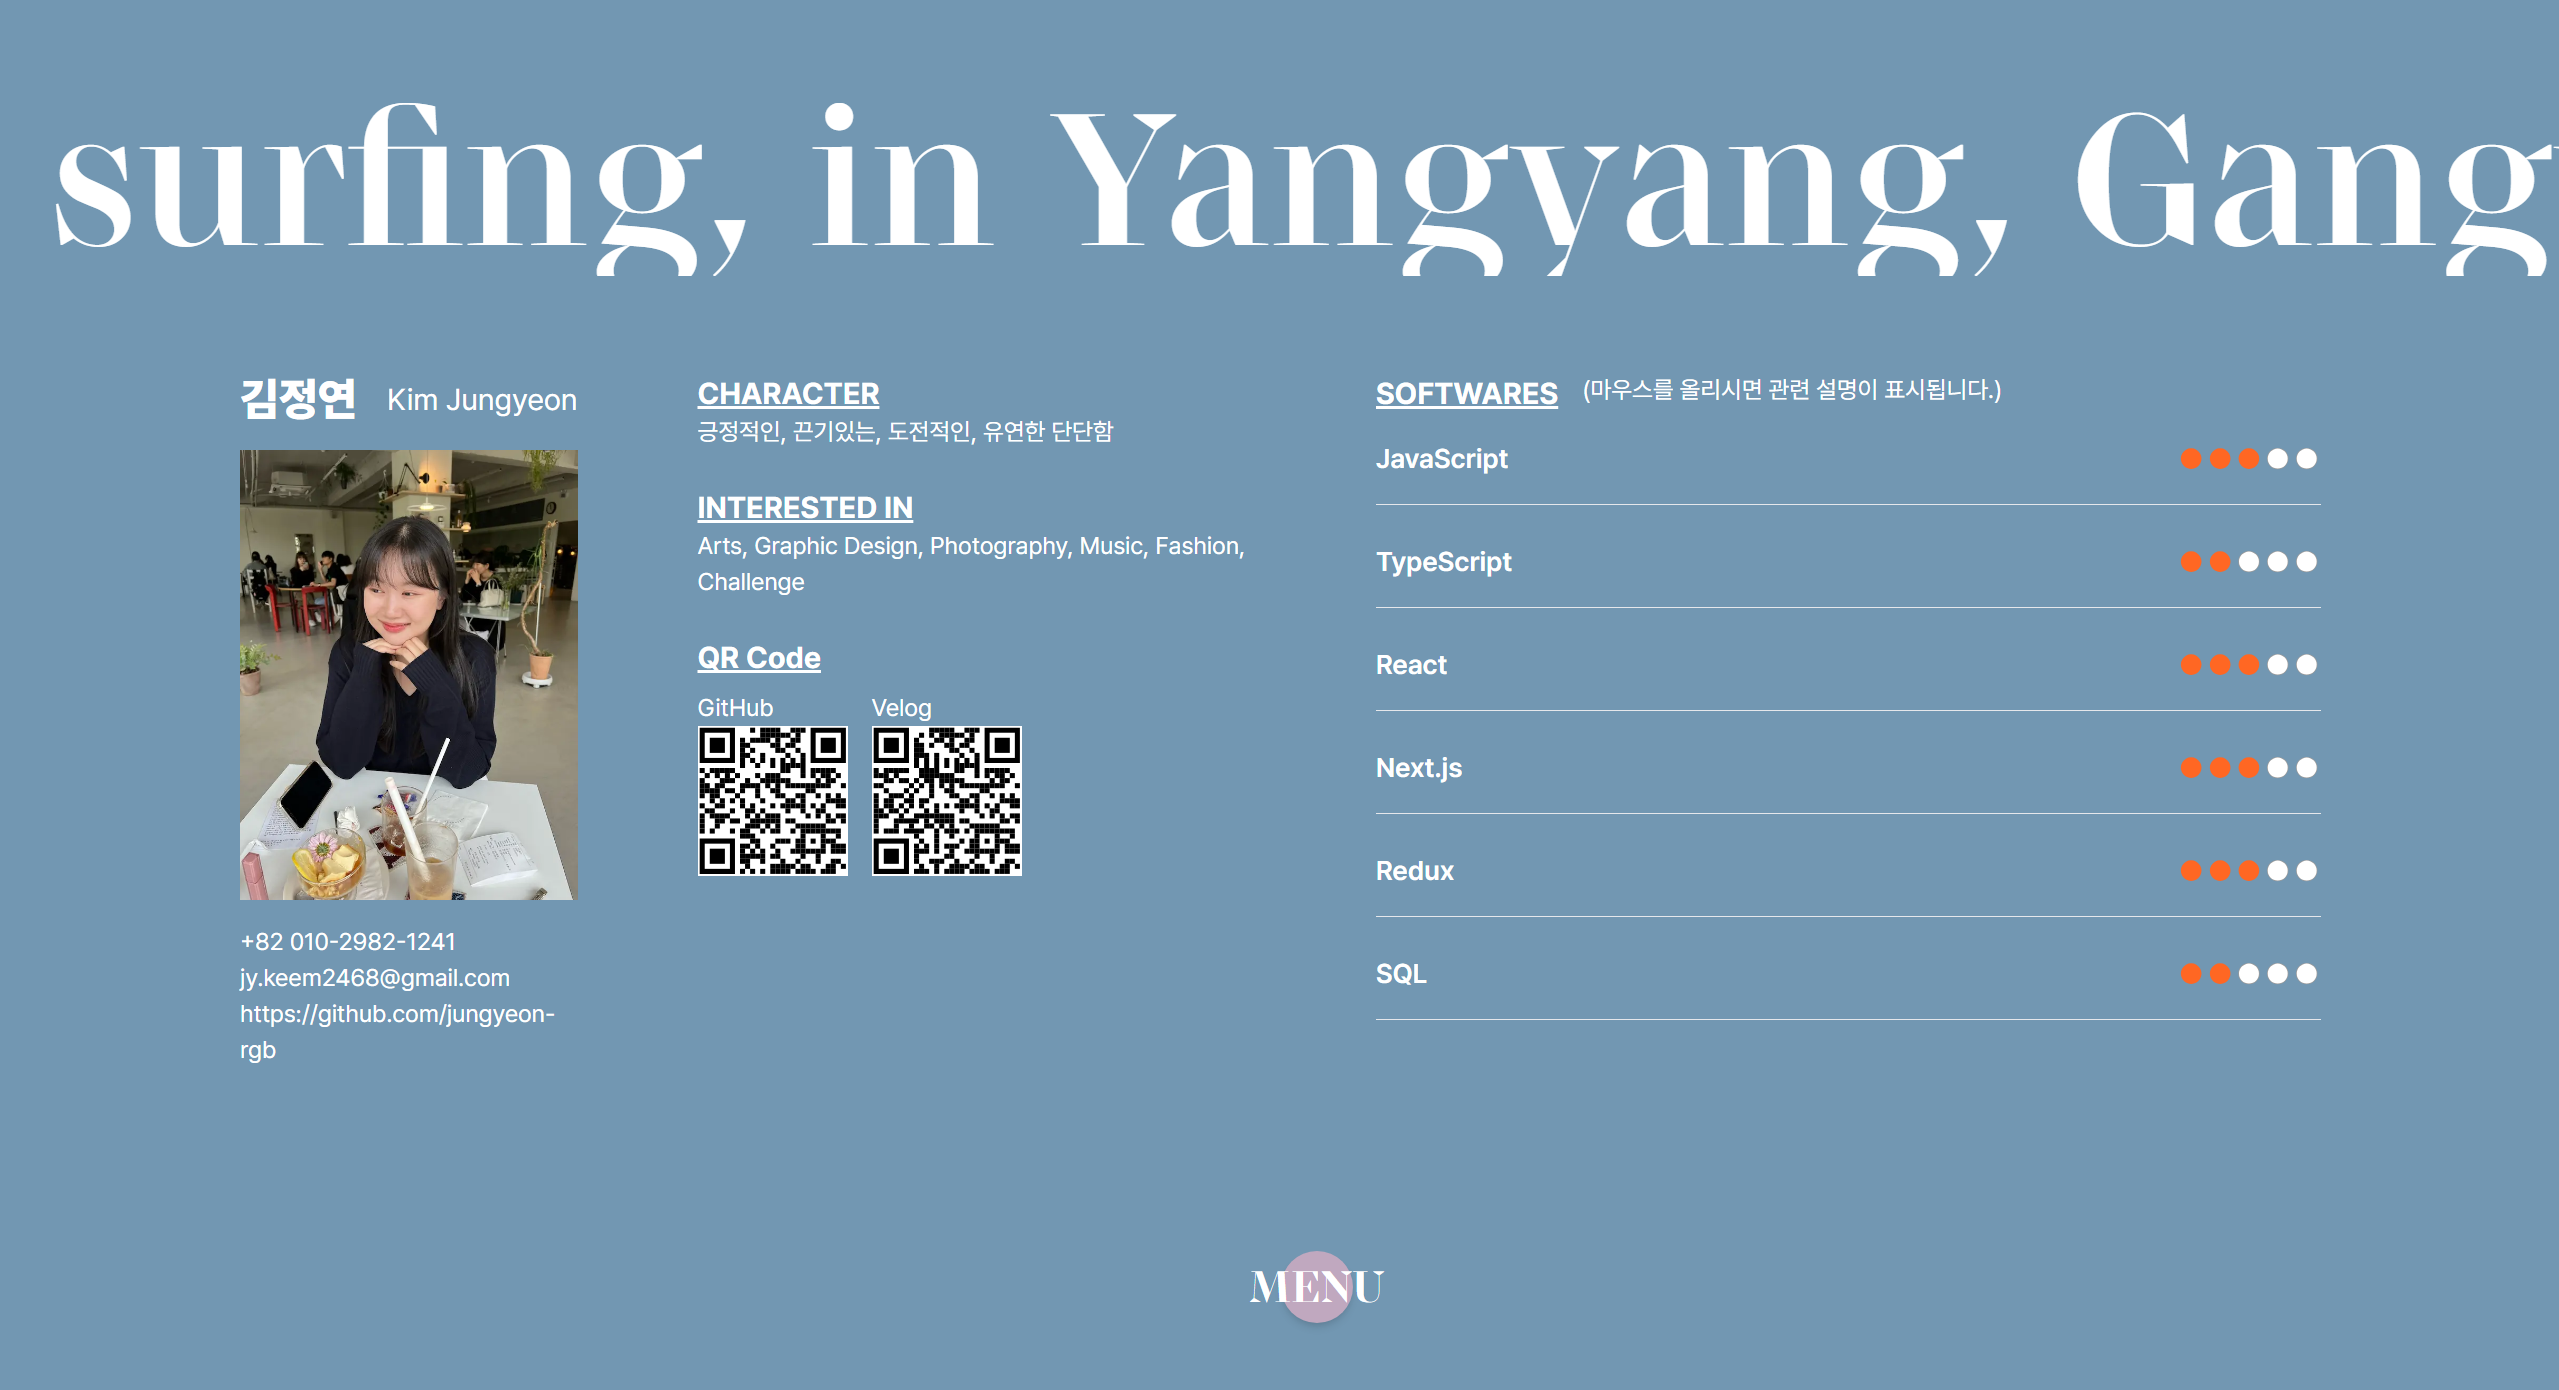 surfing, in Yangyang, Gang
김정연 Kim Jungyeon
+82 010-2982-1241
jy.keem2468@gmail.com
https://github.com/jungyeon-
rgb
CHARACTER
긍정적인, 끈기있는, 도전적인, 유연한 단단함
INTERESTED IN
Arts, Graphic Design, Photography, Music, Fashion,
Challenge
QR Code
GitHub Velog
SOFTWARES (마우스를 올리시면 관련 설명이 표시됩니다.)
JavaScript
TypeScript
React
Next.js
Redux
SQL
MENU